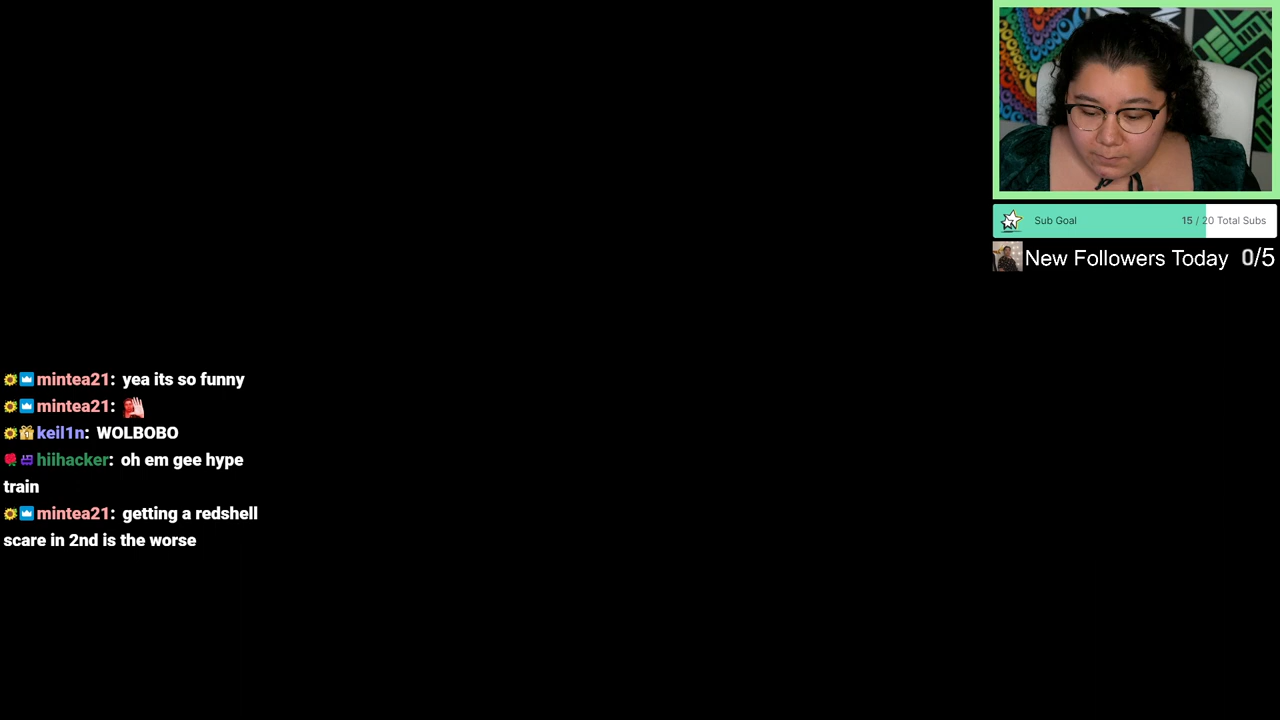 Sub Goal
15 / 20 Total Subs
New Followers Today 0/5
mintea21: yea its so funny
mintea21:
keil1n: WOLBOBO
hiihacker: oh em gee hype
train
mintea21: getting a redshell
scare in 2nd is the worse